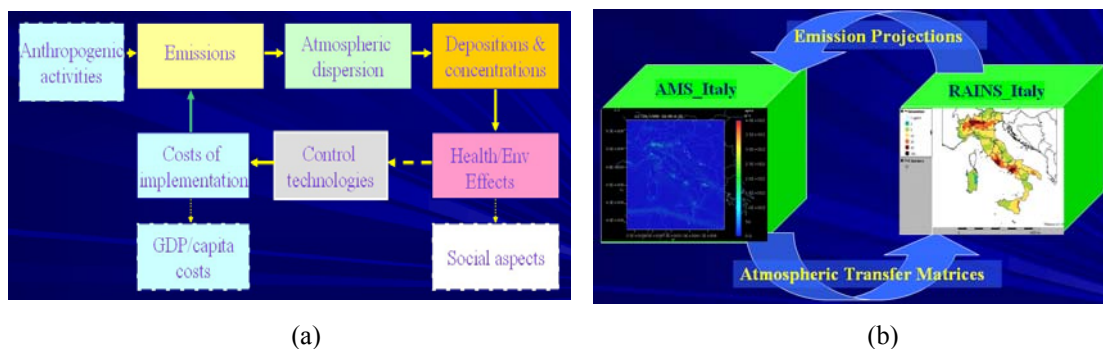 Anthropogenic
activities
Emissions
Atmospheric
dispersion
Depositions &
concentrations
Costs of
implementation
Control
technologies
Health/Env
Effects
GDP/capita
costs
Social aspects
(a)
Emission Projections
AMS_Italy
RAINS_Italy
Atmospheric Transfer Matrices
(b)